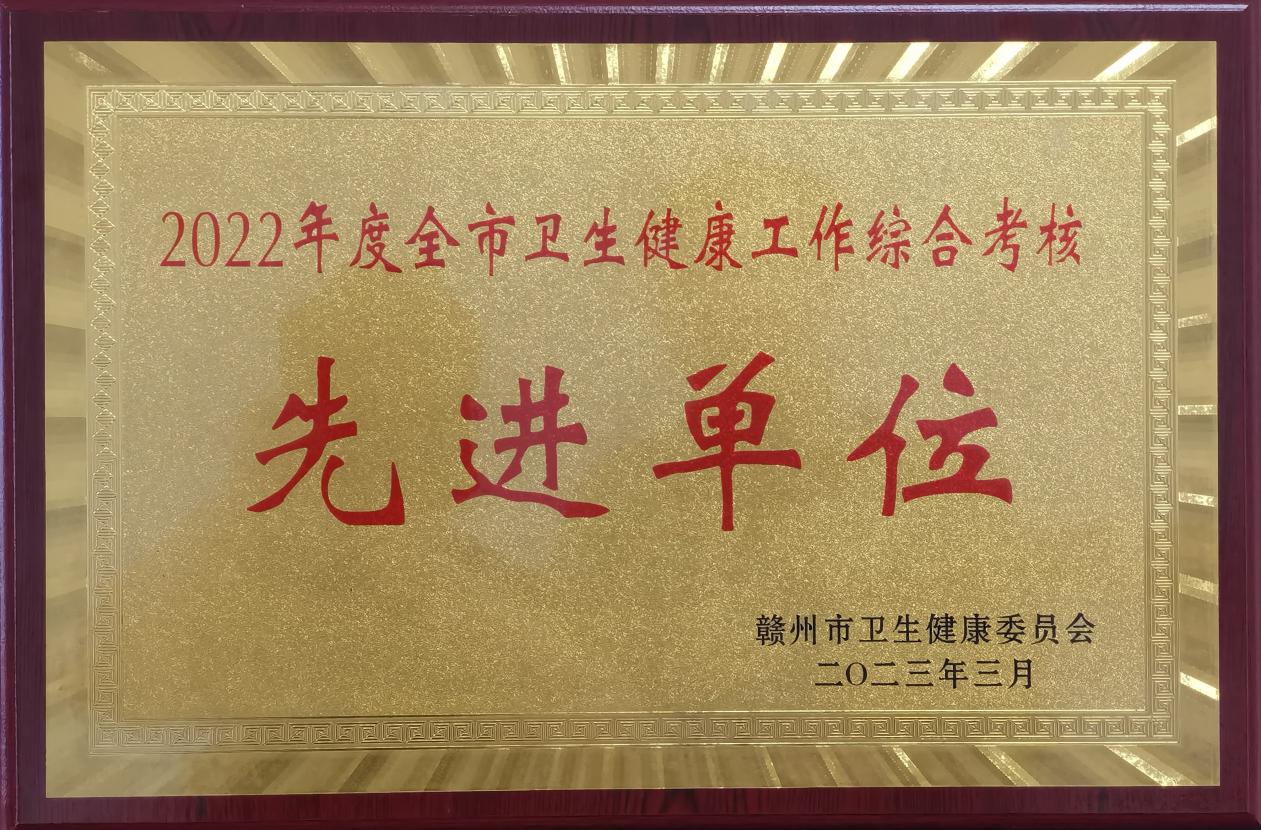 2022年度全市卫生健康工作综合考核
先进单位
赣州市卫生健康委员会
二〇二三年三月